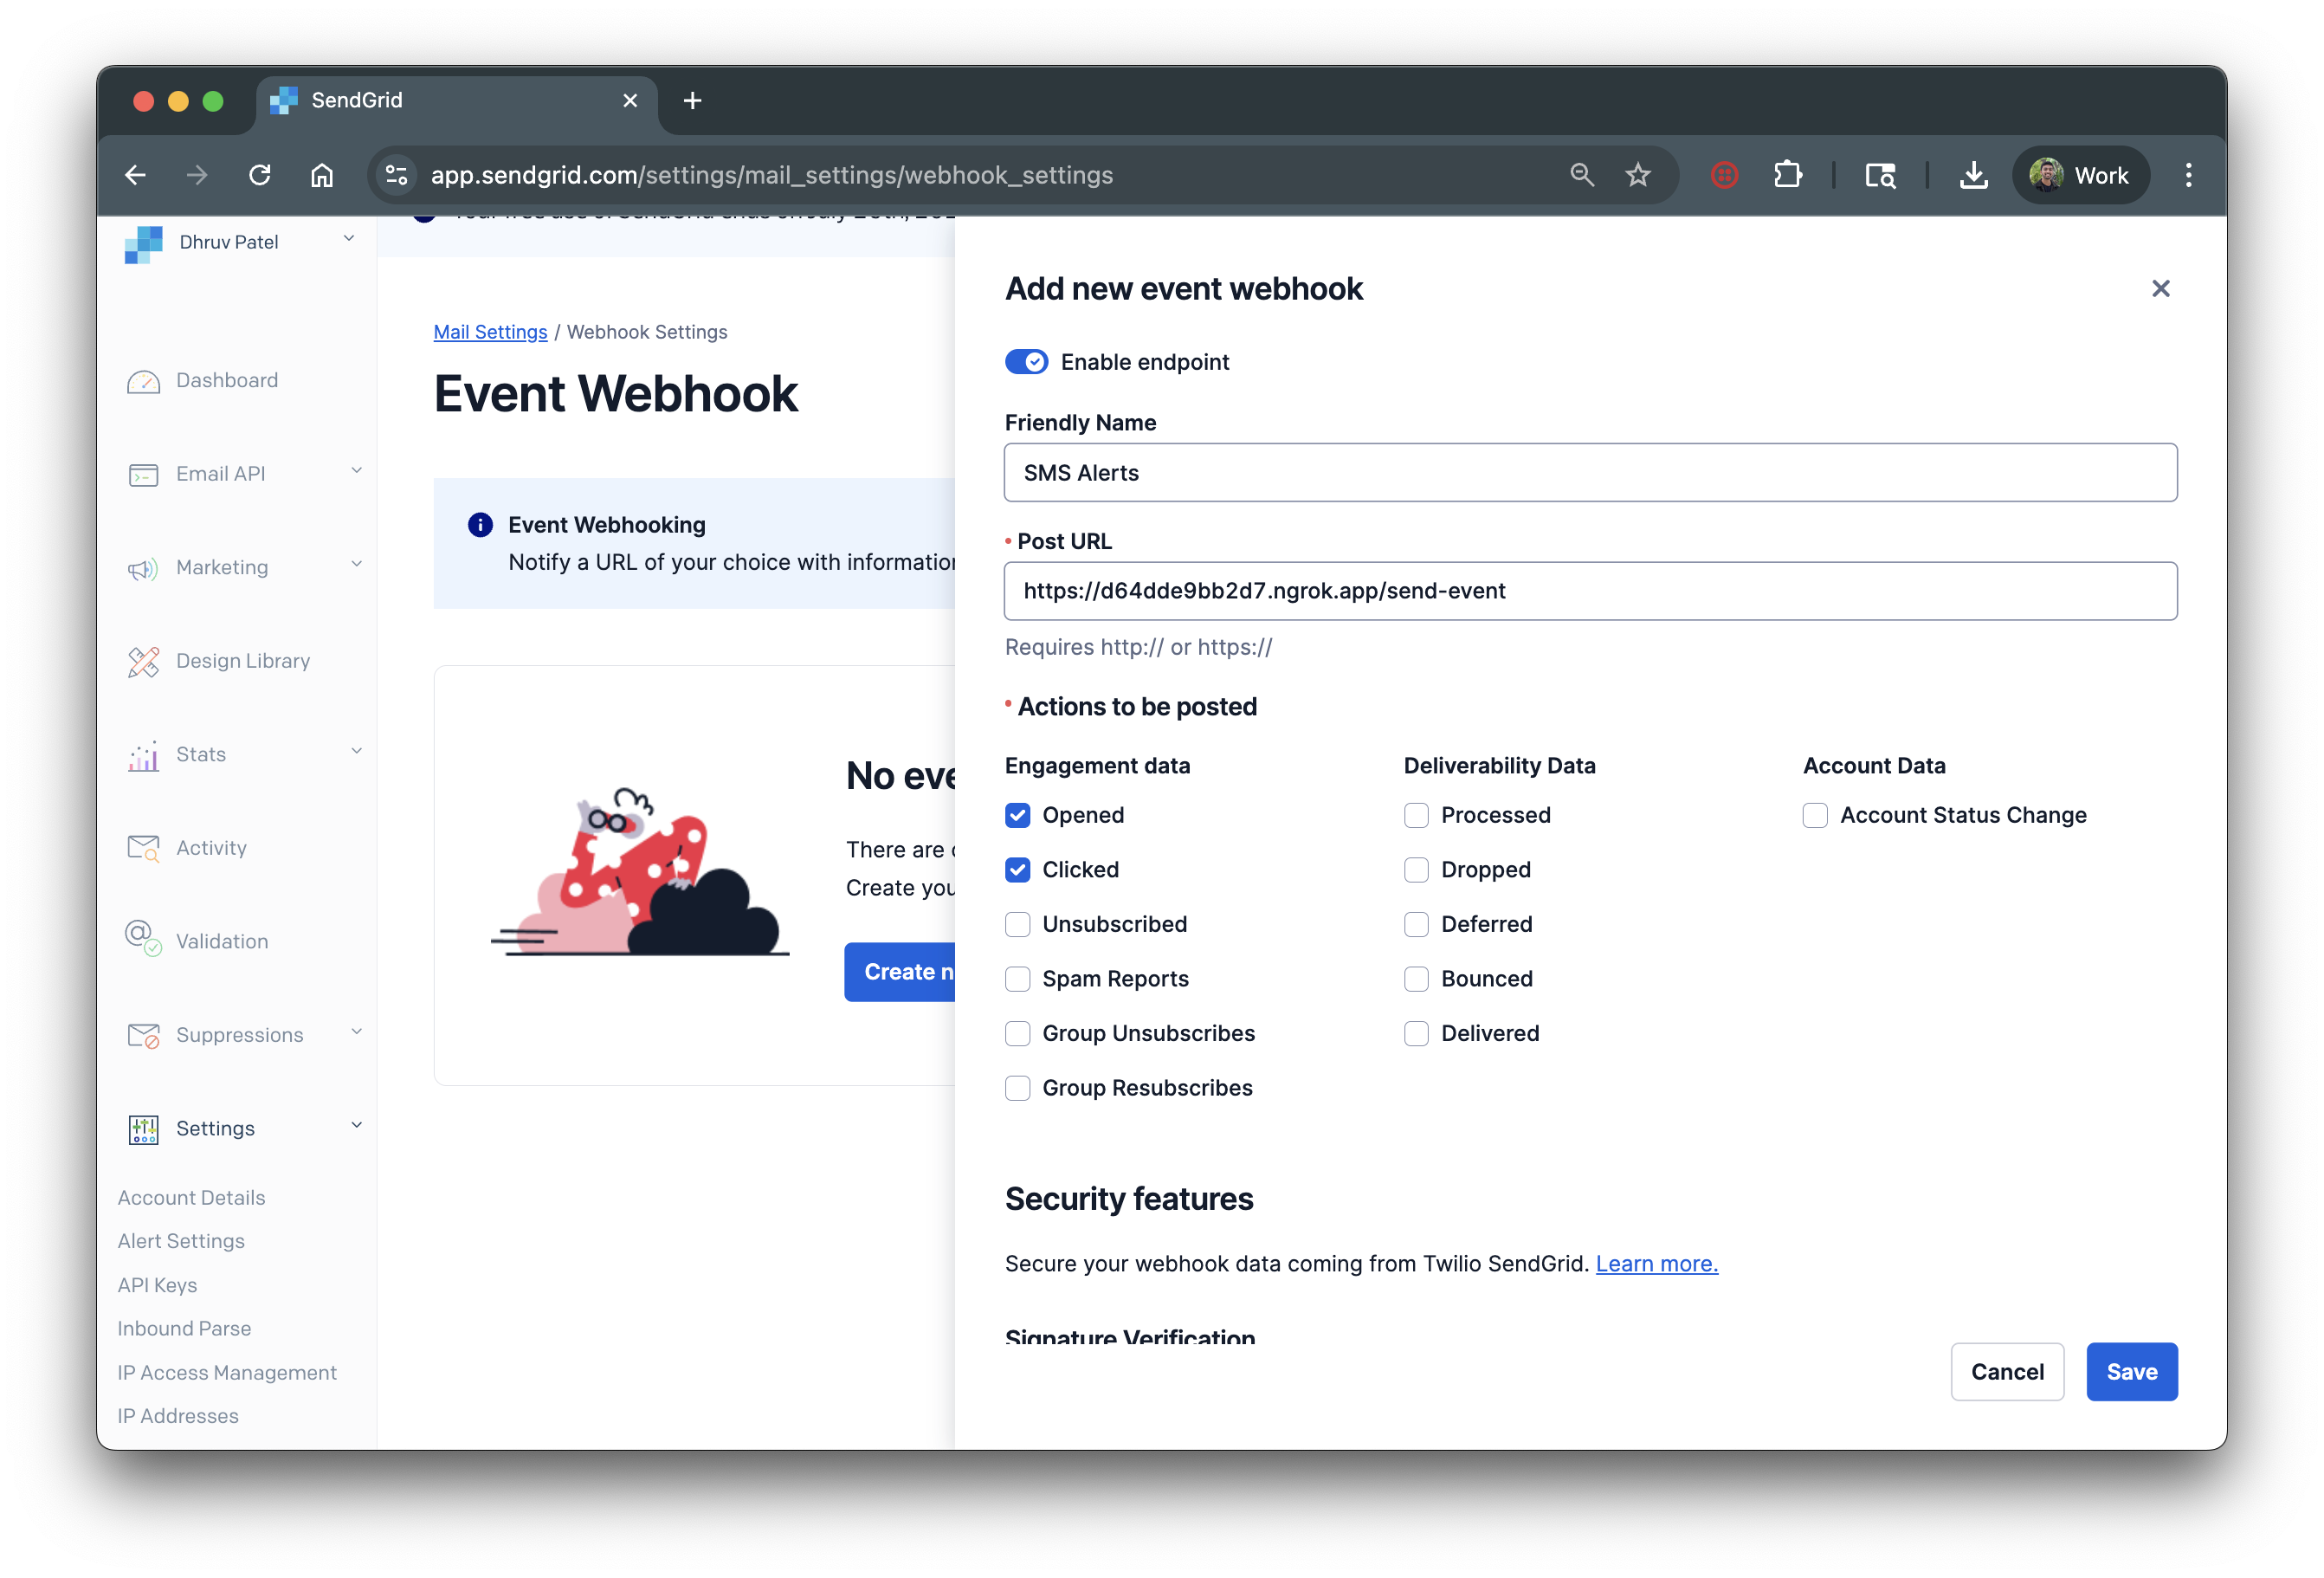 SendGrid
app.sendgrid.com/settings/mail_settings/webhook_settings
Work
Dhruv Patel
Dashboard
Email API
Marketing
Design Library
Stats
Activity
Validation
Suppressions
Settings
Account Details
Alert Settings
API Keys
Inbound Parse
IP Access Management
IP Addresses
Mail Settings / Webhook Settings
Event Webhook
Event Webhooking
Notify a URL of your choice with information
No eve
There are
Create you
Create n
Add new event webhook
Enable endpoint
Friendly Name
SMS Alerts
Post URL
https://d64dde9bb2d7.ngrok.app/send-event
Requires http:// or https://
Actions to be posted
Engagement data
Opened
Clicked
Unsubscribed
Spam Reports
Group Unsubscribes
Group Resubscribes
Deliverability Data
Processed
Dropped
Deferred
Bounced
Delivered
Account Data
Account Status Change
Security features
Secure your webhook data coming from Twilio SendGrid. Learn more.
Signature Verification
Cancel
Save